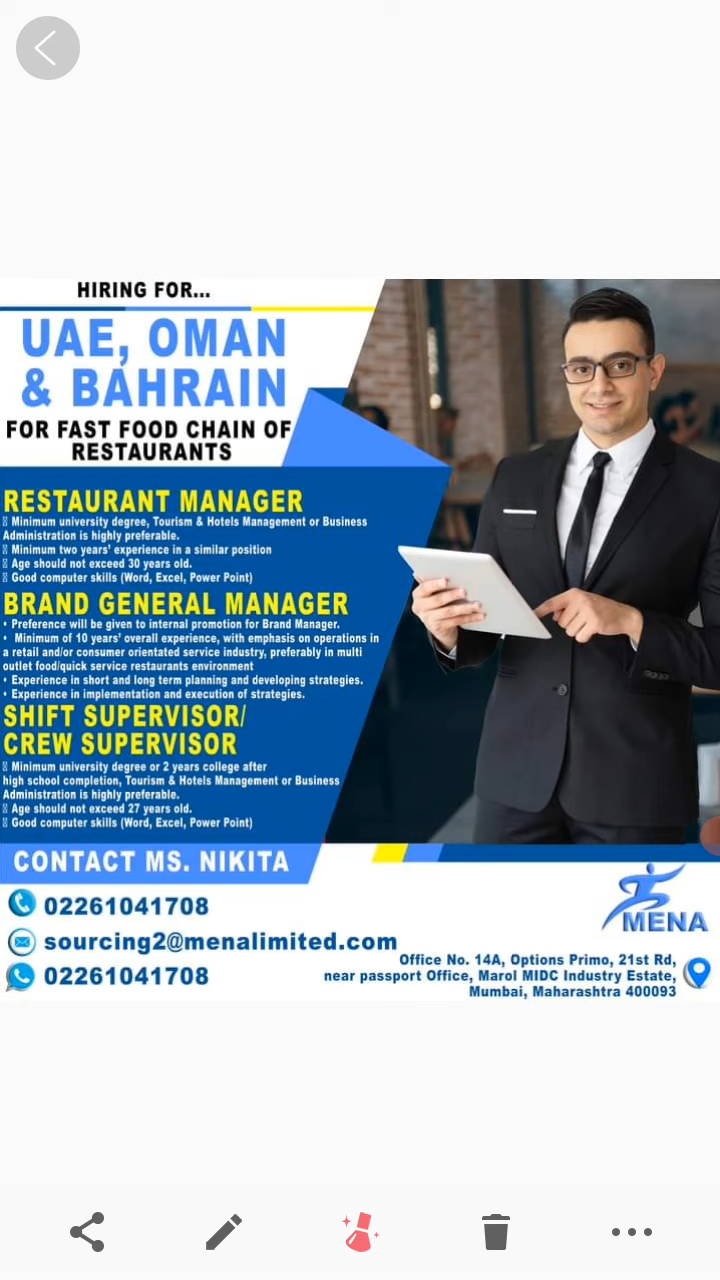 HIRING FOR...
UAE, OMAN
& BAHRAIN
FOR FAST FOOD CHAIN OF
RESTAURANTS
RESTAURANT MANAGER
Minimum university degree, Tourism & Hotels Management or Business
Administration is highly preferable.
Minimum two years' experience in a similar position
Age should not exceed 30 years old.
Good computer skills (Word, Excel, Power Point)
BRAND GENERAL MANAGER
• Preference will be given to internal promotion for Brand Manager.
• Minimum of 10 years' overall experience, with emphasis on operations in
a retail and/or consumer orientated service industry, preferably in multi
outlet food/quick service restaurants environment
• Experience in short and long term planning and developing strategies.
• Experience in implementation and execution of strategies.
SHIFT SUPERVISOR/
CREW SUPERVISOR
Minimum university degree or 2 years college after
high school completion, Tourism & Hotels Management or Business
Administration is highly preferable.
Age should not exceed 27 years old.
Good computer skills (Word, Excel, Power Point)
CONTACT MS. NIKITA
02261041708
sourcing2@menalimited.com
02261041708
MENA
Office No. 14A, Options Primo, 21st Rd,
near passport Office, Marol MIDC Industry Estate,
Mumbai, Maharashtra 400093